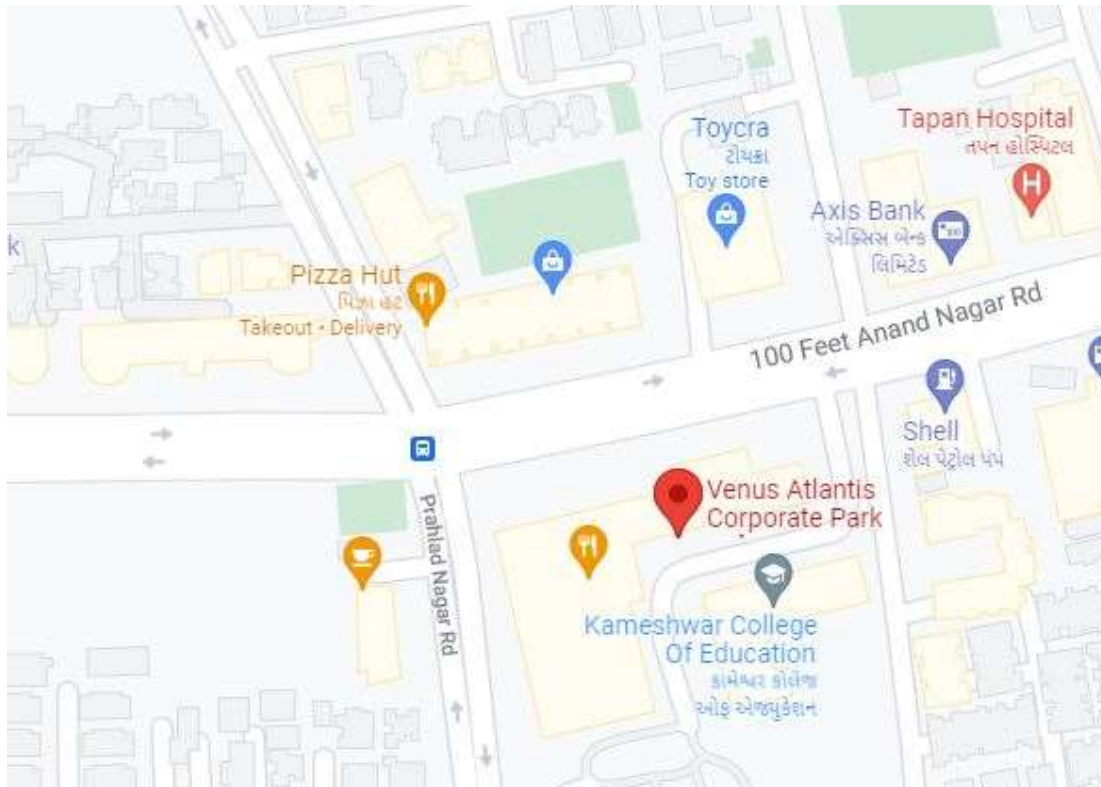 Toycra
ટોયક્રા
Toy store
Tapan Hospital
તપન હોસ્પિટલ
Axis Bank
એક્સિસ બેન્ક
લિમિટેડ
k
Pizza Hut
પિઝા હટ
Takeout • Delivery
100 Feet Anand Nagar Rd
Shell
શેલ પેટ્રોલ પંપ
Venus Atlantis
Corporate Park
Prahlad Nagar Rd
Kameshwar College
Of Education
કામેશ્વર કોલેજ
ઓફ એજ્યુકેશન
H